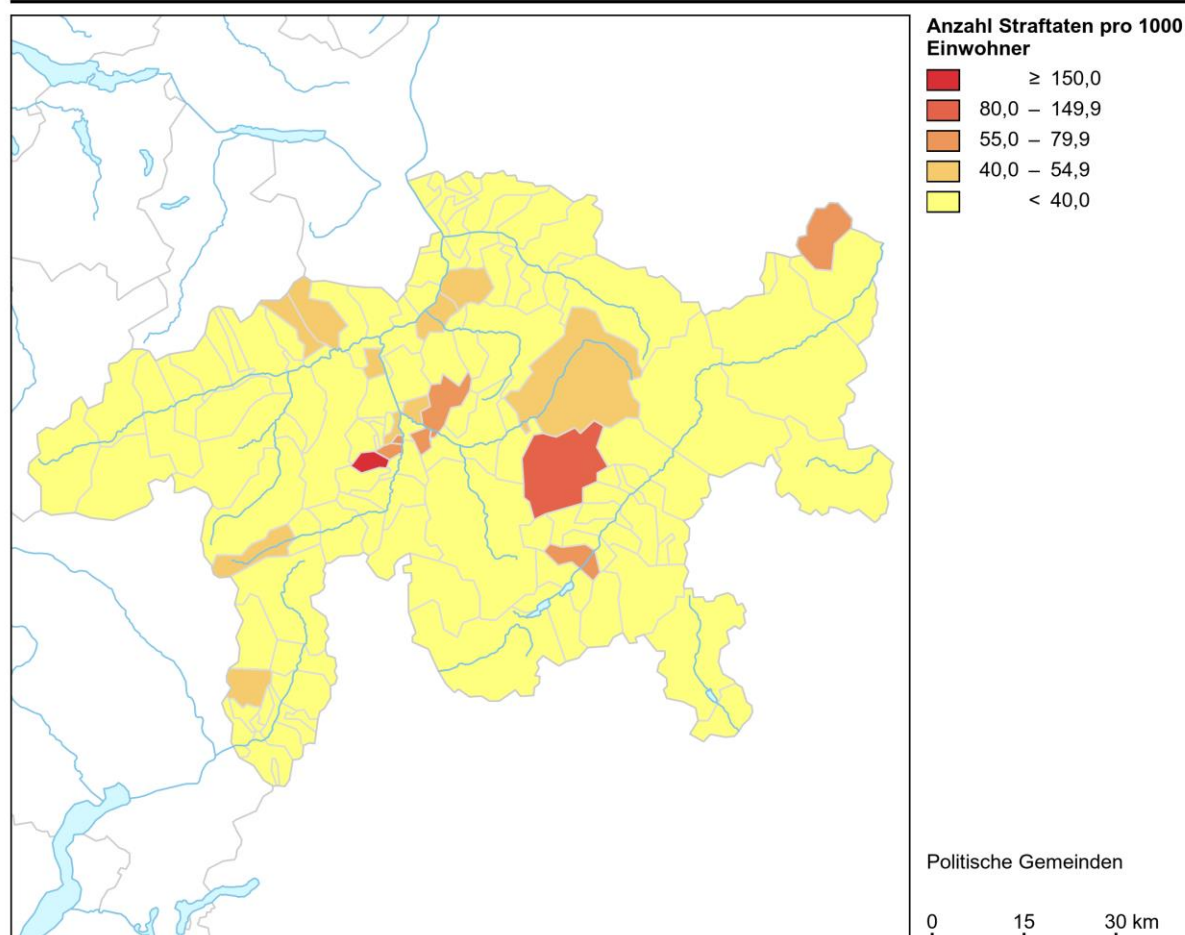 Anzahl Straftaten pro 1000
Einwohner
≥ 150,0
80,0 – 149,9
55,0 – 79,9
40,0 – 54,9
< 40,0
Politische Gemeinden
0 15 30 km